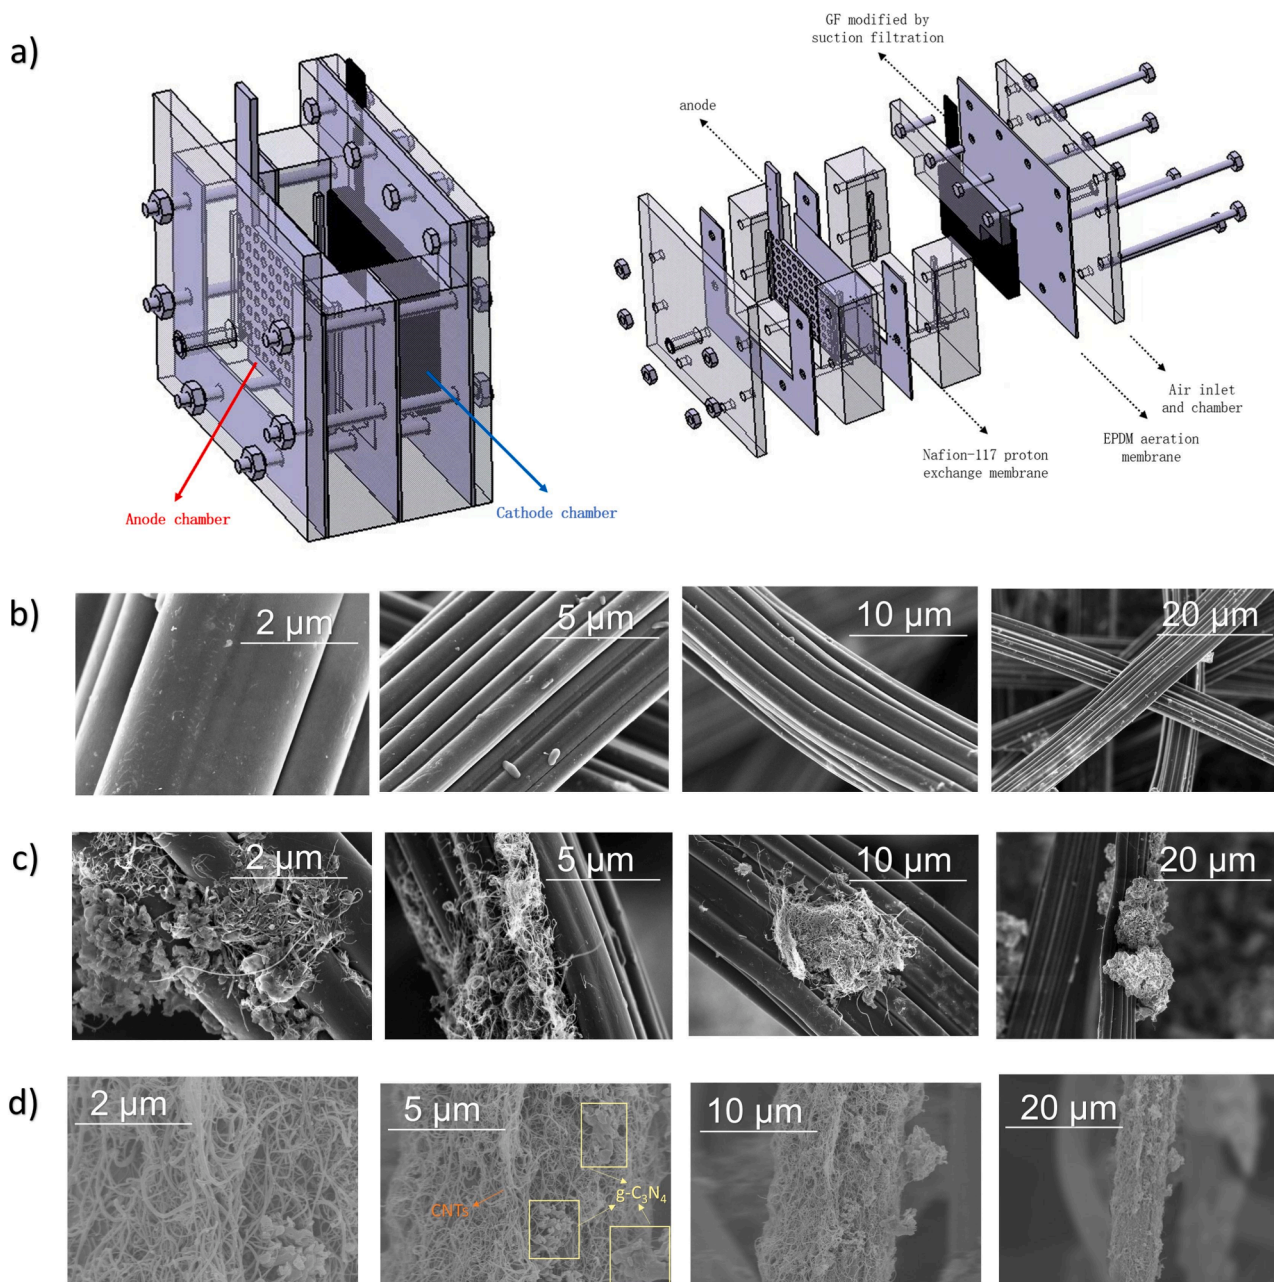 a)
GF modified by
suction filtration
anode
Air inlet
and chamber
EPDM aeration
membrane
Nafion-117 proton
exchange membrane
Anode chamber
Cathode chamber
b)
2 μm
5 μm
10 μm
20 μm
c)
2 μm
5 μm
10 μm
20 μm
d)
2 μm
5 μm
10 μm
20 μm
CNTs
g-C₃N₄